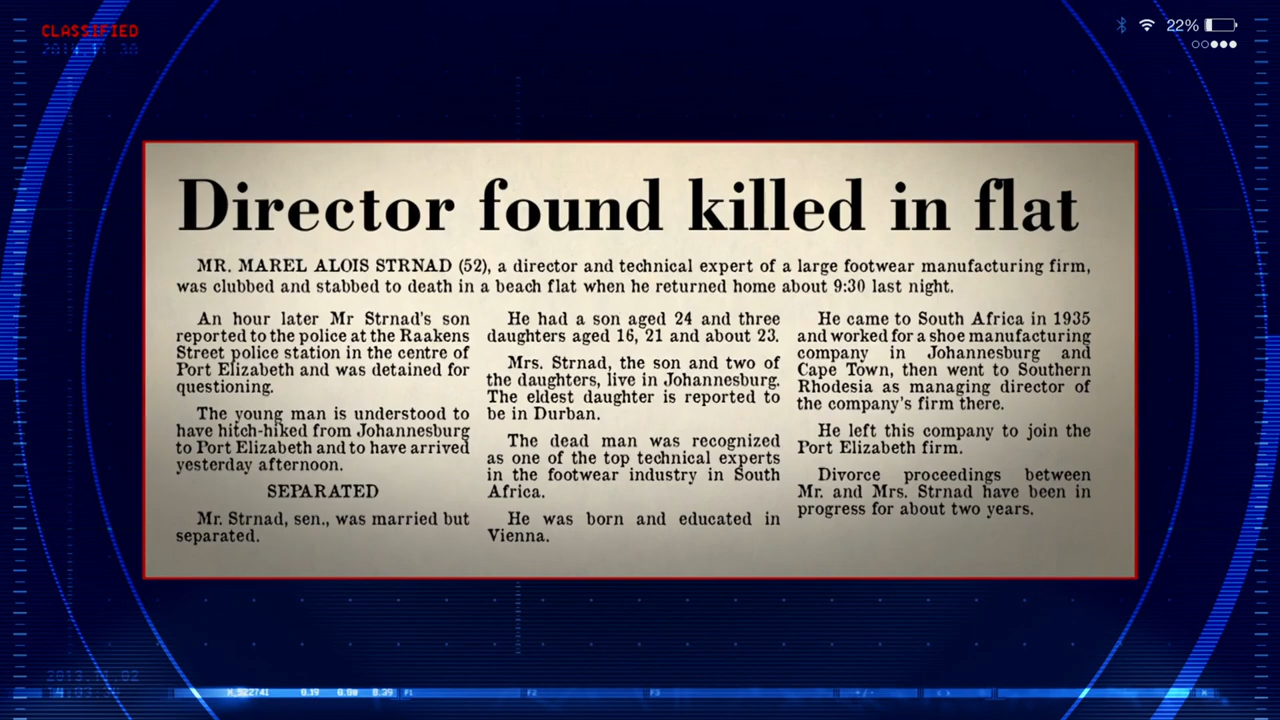 CLASSIFIED
22%
Director found killed in flat
MR. MAREL ALOIS STRNAD (52), a director and technical expert of a large footwear manufacturing firm,
was clubbed and stabbed to death in a beach flat when he returned home about 9:30 last night.
An hour later Mr Strnad's son
reported to the police at the Raakens
Street police station in the centre of
Port Elizabeth and was detained for
questioning.
The young man is understood to
have hitch-hiked from Johannesburg
to Port Elizabeth and to have arrived
yesterday afternoon.
SEPARATED
Mr. Strnad, sen., was married but
separated.
He had a son aged 24 and three
daughters aged 16, 21 and about 23.
Mrs. Strnad, the son and two of
the daughters, live in Johannesburg.
The eldest daughter is reported to
be in Durban.
The dead man was recognized
as one of the top technical experts
in the footwear industry in South
Africa.
He was born and educated in
Vienna.
He came to South Africa in 1935
and worked for a shoe manufacturing
company in Johannesburg and
Cape Town, then went to Southern
Rhodesia as managing director of
the company's firm there.
He left this company to join the
Port Elizabeth firm.
Divorce proceedings between
Mr. and Mrs. Strnad have been in
progress for about two years.
0.19 F1 F2 F3